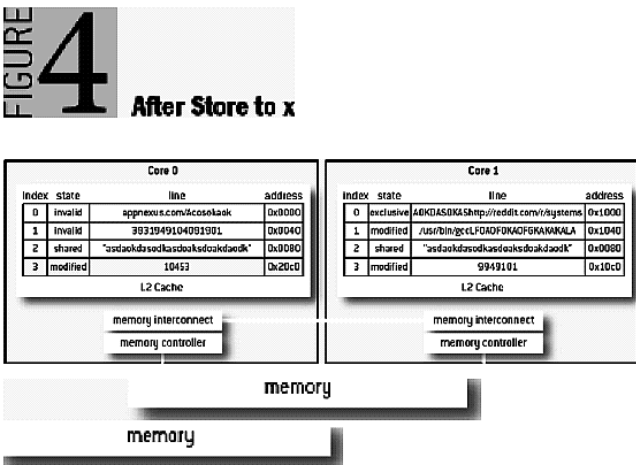 FIGURE 4 After Store to x
Core 0
index state line address
0 invalid appnexus.com/Acosokaok 0x0000
1 invalid 3831949104091901 0x0040
2 shared "asdaokdasodkasdoaksdoakdaodk" 0x0080
3 modified 10453 0x20c0
L2 Cache
memory interconnect
memory controller
Core 1
index state line address
0 exclusive AOKDASOKAShttp://reddit.com/r/systems 0x1000
1 modified /usr/bin/gccLFOAOFOKAOFGKAKAKALA 0x1040
2 shared "asdaokdasodkasdoaksdoakdaodk" 0x0080
3 modified 9949101 0x10c0
L2 Cache
memory interconnect
memory controller
memory
memory